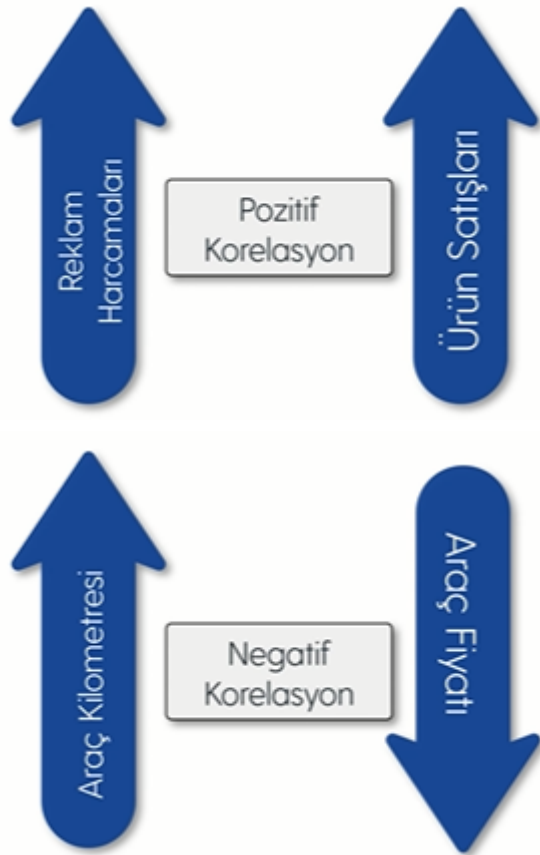 Reklam
Harcamaları
Pozitif
Korelasyon
Ürün Satışları
Araç Kilometresi
Negatif
Korelasyon
Araç Fiyatı